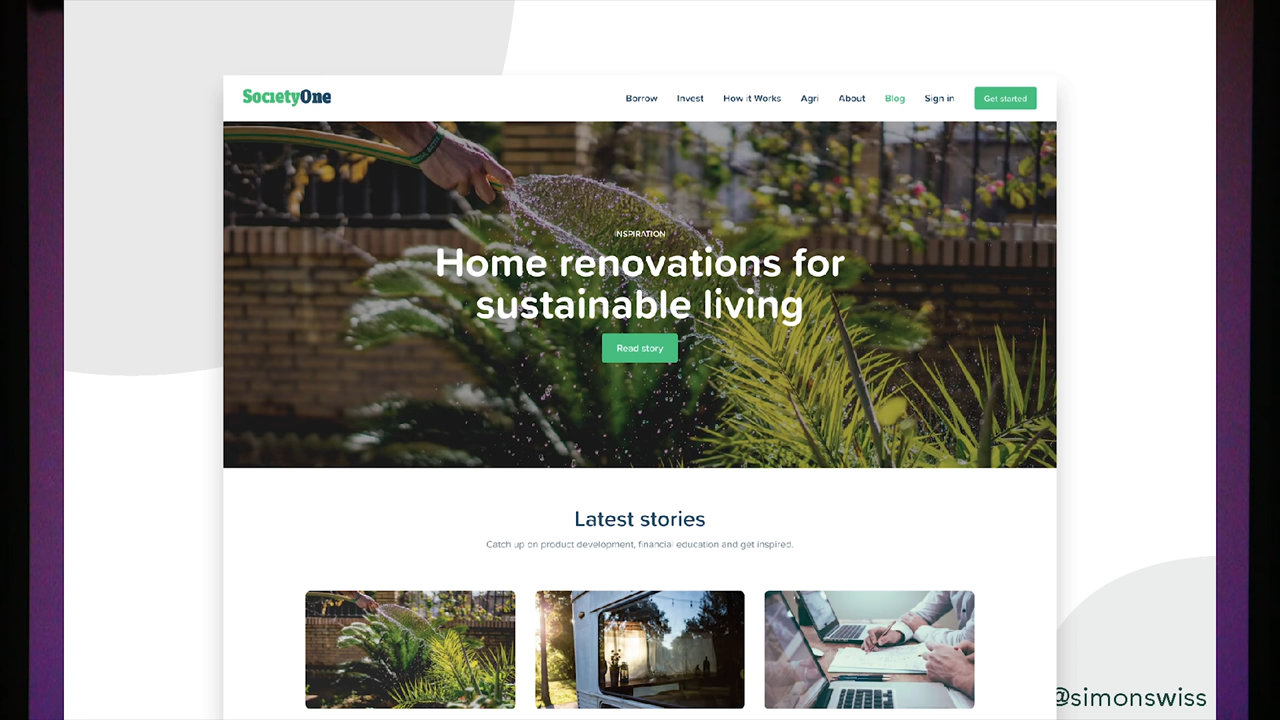 SocietyOne
Borrow Invest How it Works Agri About Blog Sign in Get started
INSPIRATION
Home renovations for
sustainable living
Read story
Latest stories
Catch up on product development, financial education and get inspired.
@simonswiss